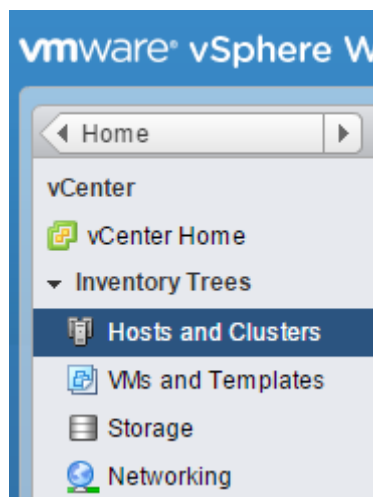 vmware® vSphere W
Home
vCenter
vCenter Home
Inventory Trees
Hosts and Clusters
VMs and Templates
Storage
Networking